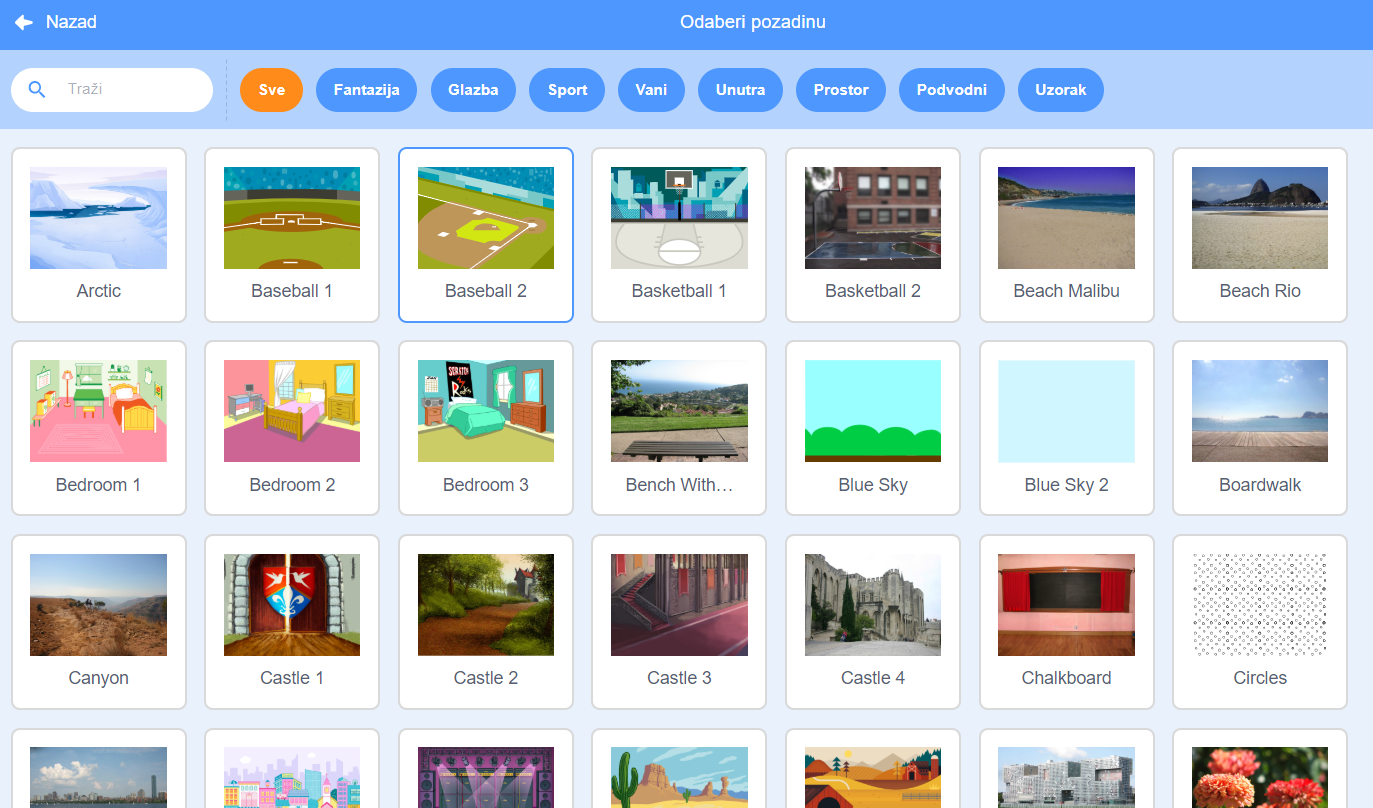 Nazad
Odaberi pozadinu
Traži
Sve
Fantazija
Glazba
Sport
Vani
Unutra
Prostor
Podvodni
Uzorak
Arctic
Baseball 1
Baseball 2
Basketball 1
Basketball 2
Beach Malibu
Beach Rio
SCRATCH
Rocks
Bedroom 1
Bedroom 2
Bedroom 3
Bench With…
Blue Sky
Blue Sky 2
Boardwalk
Canyon
Castle 1
Castle 2
Castle 3
Castle 4
Chalkboard
Circles